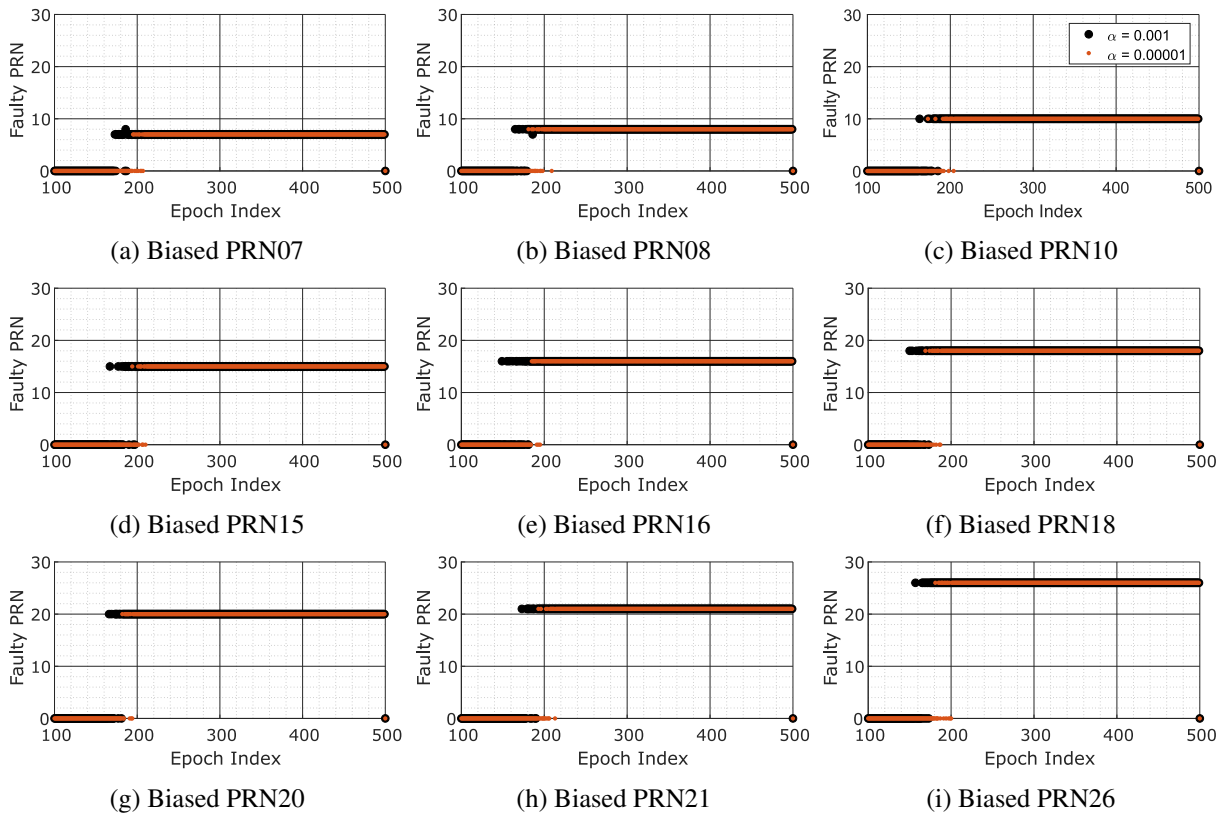 30
20
10
0
Faulty PRN
100 200 300 400 500
Epoch Index
(a) Biased PRN07
30
20
10
0
Faulty PRN
100 200 300 400 500
Epoch Index
(b) Biased PRN08
30
20
10
0
Faulty PRN
α = 0.001
α = 0.00001
100 200 300 400 500
Epoch Index
(c) Biased PRN10
30
20
10
0
Faulty PRN
100 200 300 400 500
Epoch Index
(d) Biased PRN15
30
20
10
0
Faulty PRN
100 200 300 400 500
Epoch Index
(e) Biased PRN16
30
20
10
0
Faulty PRN
100 200 300 400 500
Epoch Index
(f) Biased PRN18
30
20
10
0
Faulty PRN
100 200 300 400 500
Epoch Index
(g) Biased PRN20
30
20
10
0
Faulty PRN
100 200 300 400 500
Epoch Index
(h) Biased PRN21
30
20
10
0
Faulty PRN
100 200 300 400 500
Epoch Index
(i) Biased PRN26